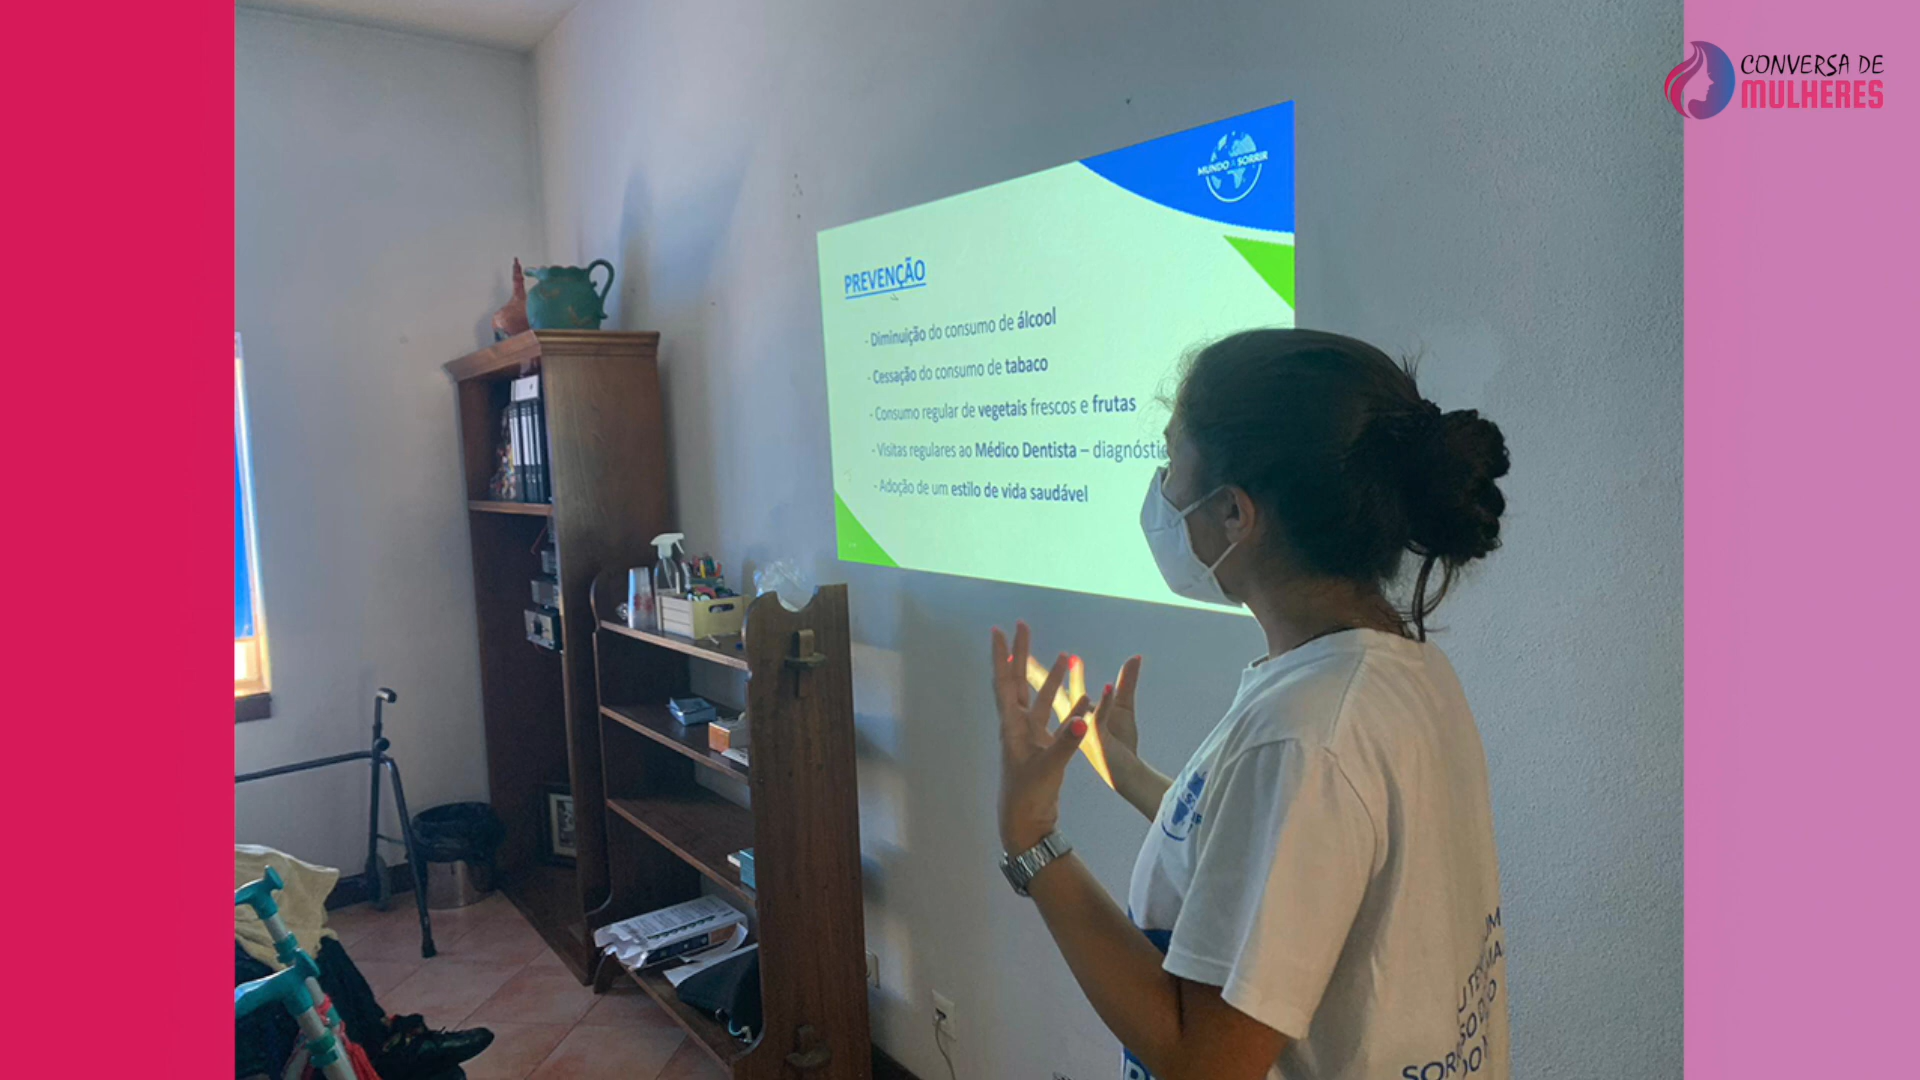 CONVERSA DE
MULHERES
MUNDO A SORRIR
PREVENÇÃO
- Diminuição do consumo de álcool
- Cessação do consumo de tabaco
- Consumo regular de vegetais frescos e frutas
- Visitas regulares ao Médico Dentista – diagnóstic
- Adoção de um estilo de vida saudável